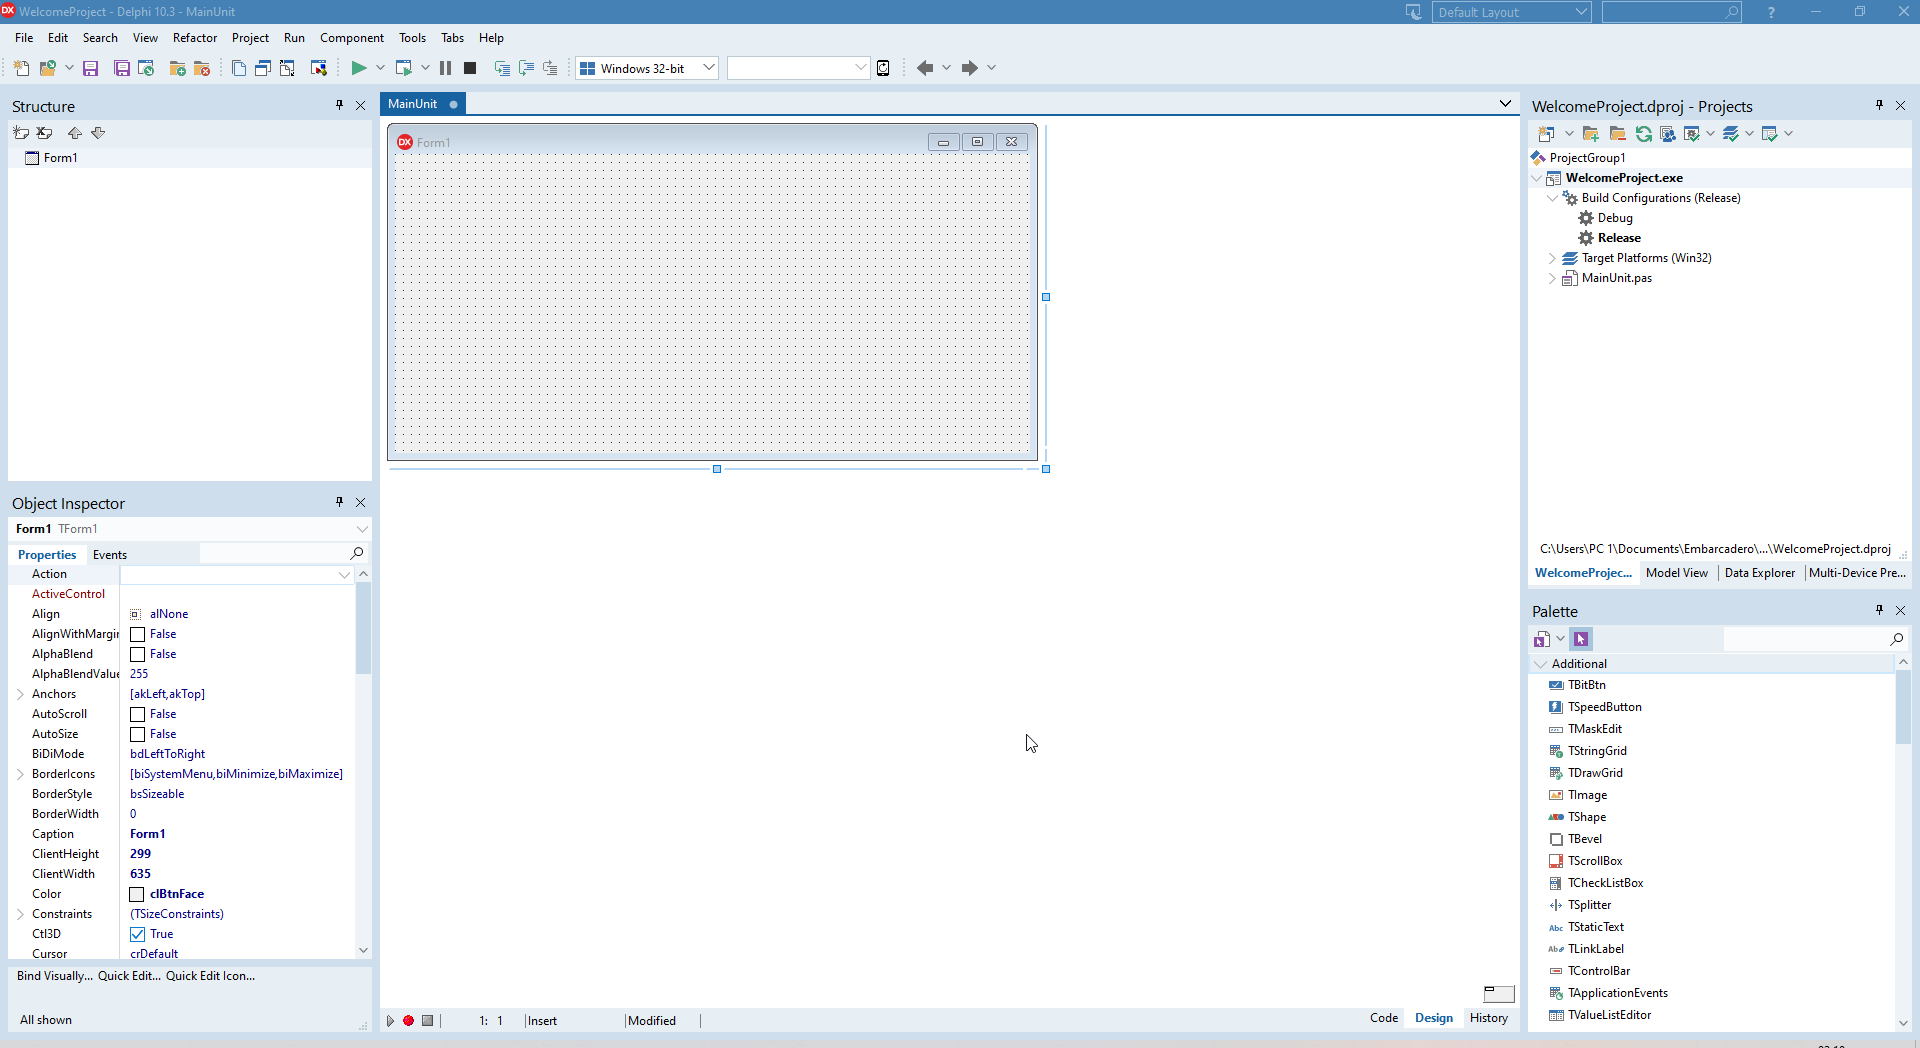 WelcomeProject - Delphi 10.3 - MainUnit
Default Layout
?
File Edit Search View Refactor Project Run Component Tools Tabs Help
Windows 32-bit
Structure
Form1
Object Inspector
Form1 TForm1
Properties Events
Action
ActiveControl
Align alNone
AlignWithMargin False
AlphaBlend False
AlphaBlendValue 255
Anchors [akLeft,akTop]
AutoScroll False
AutoSize False
BiDiMode bdLeftToRight
BorderIcons [biSystemMenu,biMinimize,biMaximize]
BorderStyle bsSizeable
BorderWidth 0
Caption Form1
ClientHeight 299
ClientWidth 635
Color clBtnFace
Constraints (TSizeConstraints)
Ctl3D True
Cursor crDefault
Bind Visually... Quick Edit... Quick Edit Icon...
All shown
MainUnit
DX Form1
1: 1 Insert Modified
Code Design History
WelcomeProject.dproj - Projects
ProjectGroup1
WelcomeProject.exe
Build Configurations (Release)
Debug
Release
Target Platforms (Win32)
MainUnit.pas
C:\Users\PC 1\Documents\Embarcadero\...\WelcomeProject.dproj
WelcomeProjec... Model View Data Explorer Multi-Device Pre...
Palette
Additional
TBitBtn
TSpeedButton
TMaskEdit
TStringGrid
TDrawGrid
TImage
TShape
TBevel
TScrollBox
TCheckListBox
TSplitter
Abc TStaticText
TLinkLabel
TControlBar
TApplicationEvents
TValueListEditor